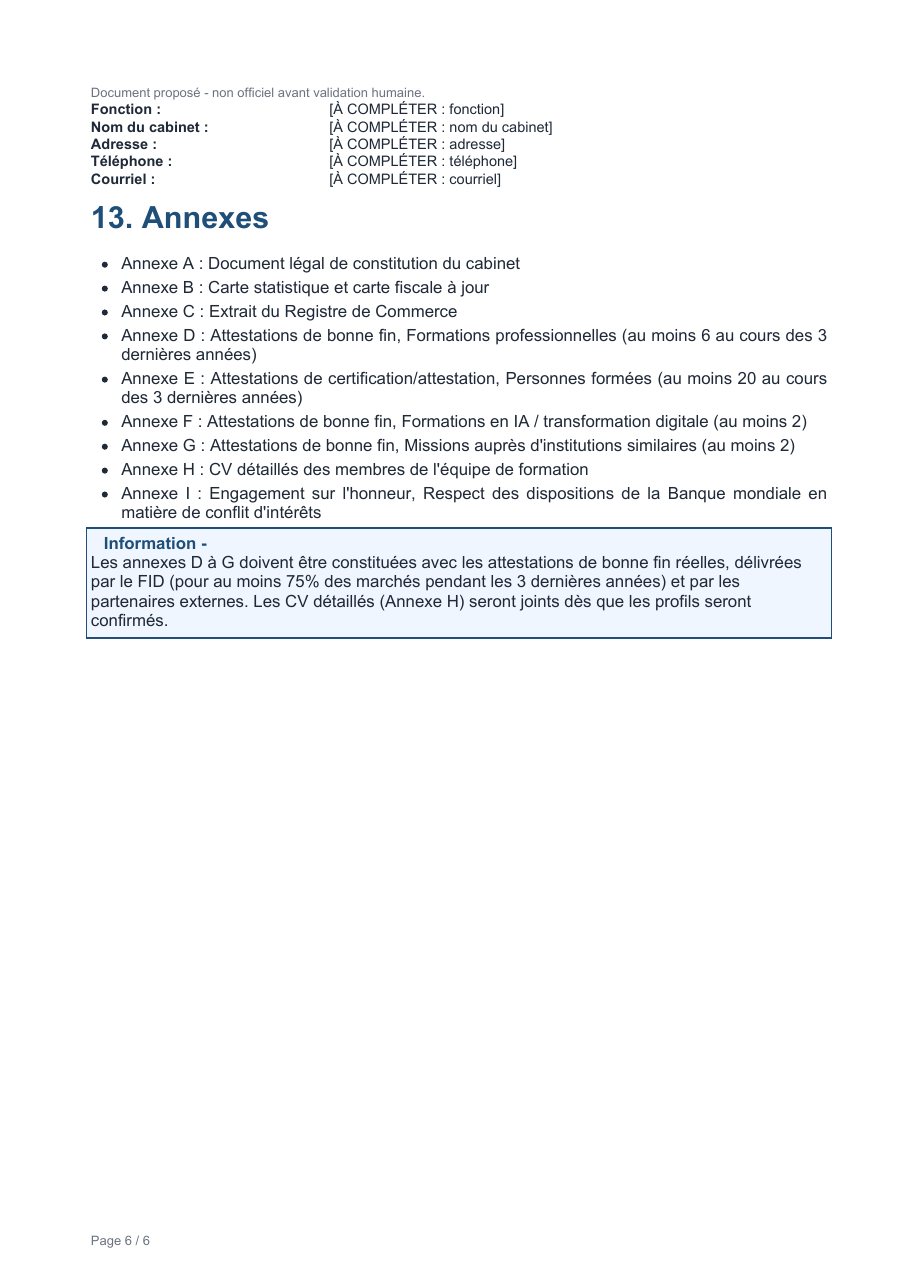 Document proposé - non officiel avant validation humaine.
Fonction : [À COMPLÉTER : fonction]
Nom du cabinet : [À COMPLÉTER : nom du cabinet]
Adresse : [À COMPLÉTER : adresse]
Téléphone : [À COMPLÉTER : téléphone]
Courriel : [À COMPLÉTER : courriel]
13. Annexes
• Annexe A : Document légal de constitution du cabinet
• Annexe B : Carte statistique et carte fiscale à jour
• Annexe C : Extrait du Registre de Commerce
• Annexe D : Attestations de bonne fin, Formations professionnelles (au moins 6 au cours des 3
dernières années)
• Annexe E : Attestations de certification/attestation, Personnes formées (au moins 20 au cours
des 3 dernières années)
• Annexe F : Attestations de bonne fin, Formations en IA / transformation digitale (au moins 2)
• Annexe G : Attestations de bonne fin, Missions auprès d'institutions similaires (au moins 2)
• Annexe H : CV détaillés des membres de l'équipe de formation
• Annexe I : Engagement sur l'honneur, Respect des dispositions de la Banque mondiale en
matière de conflit d'intérêts
Information -
Les annexes D à G doivent être constituées avec les attestations de bonne fin réelles, délivrées
par le FID (pour au moins 75% des marchés pendant les 3 dernières années) et par les
partenaires externes. Les CV détaillés (Annexe H) seront joints dès que les profils seront
confirmés.
Page 6 / 6